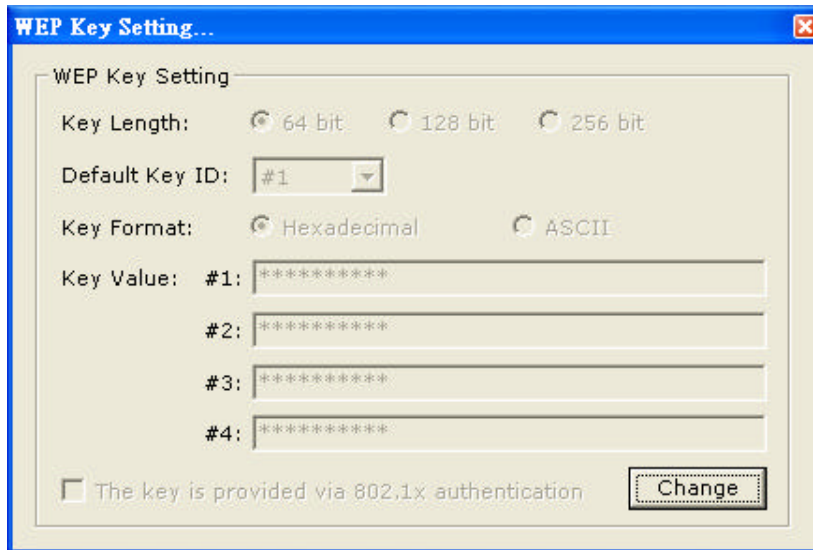 WEP Key Setting...
WEP Key Setting
Key Length: 64 bit 128 bit 256 bit
Default Key ID: #1
Key Format: Hexadecimal ASCII
Key Value: #1: **********
#2: **********
#3: **********
#4: **********
The key is provided via 802.1x authentication Change